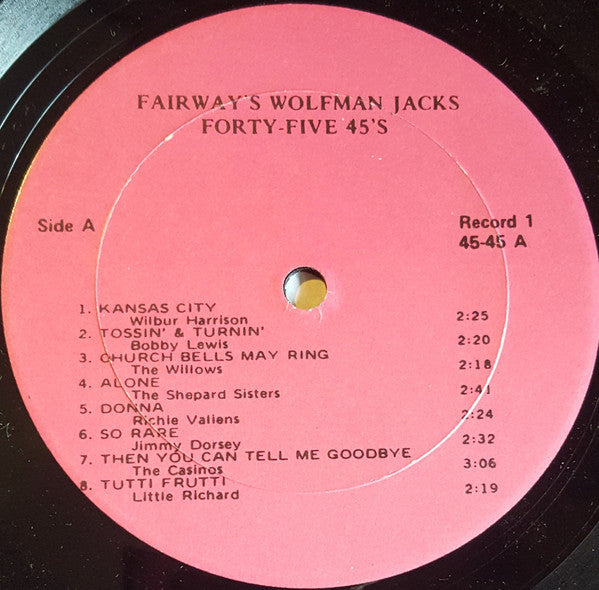 FAIRWAY'S WOLFMAN JACKS
FORTY-FIVE 45'S
Side A
Record 1
45-45 A
1. KANSAS CITY
Wilbur Harrison 2:25
2. TOSSIN' & TURNIN'
Bobby Lewis 2:20
3. CHURCH BELLS MAY RING
The Willows 2:18
4. ALONE
The Shepard Sisters 2:41
5. DONNA
Richie Valiens 2:24
6. SO RARE
Jimmy Dorsey 2:32
7. THEN YOU CAN TELL ME GOODBYE
The Casinos 3:06
8. TUTTI FRUTTI
Little Richard 2:19